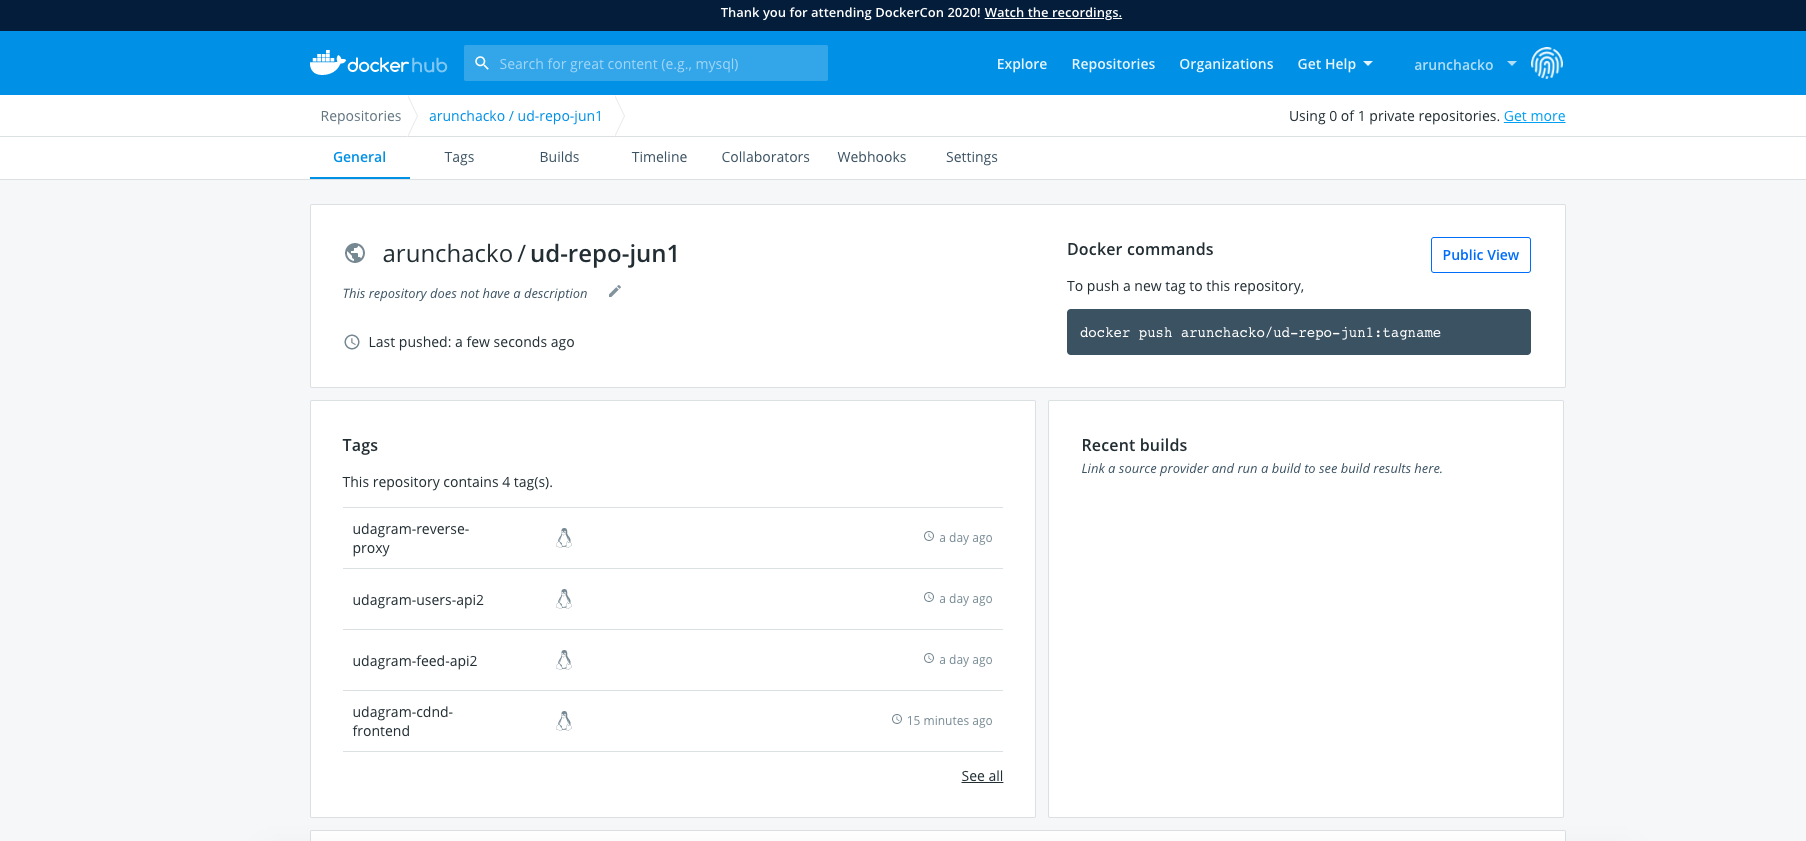 Thank you for attending DockerCon 2020! Watch the recordings.
dockerhub
Search for great content (e.g., mysql)
Explore
Repositories
Organizations
Get Help
arunchacko
Repositories
arunchacko / ud-repo-jun1
Using 0 of 1 private repositories. Get more
General
Tags
Builds
Timeline
Collaborators
Webhooks
Settings
arunchacko / ud-repo-jun1
This repository does not have a description
Last pushed: a few seconds ago
Docker commands
Public View
To push a new tag to this repository,
docker push arunchacko/ud-repo-jun1:tagname
Tags
This repository contains 4 tag(s).
udagram-reverse-
proxy
a day ago
udagram-users-api2
a day ago
udagram-feed-api2
a day ago
udagram-cdnd-
frontend
15 minutes ago
See all
Recent builds
Link a source provider and run a build to see build results here.